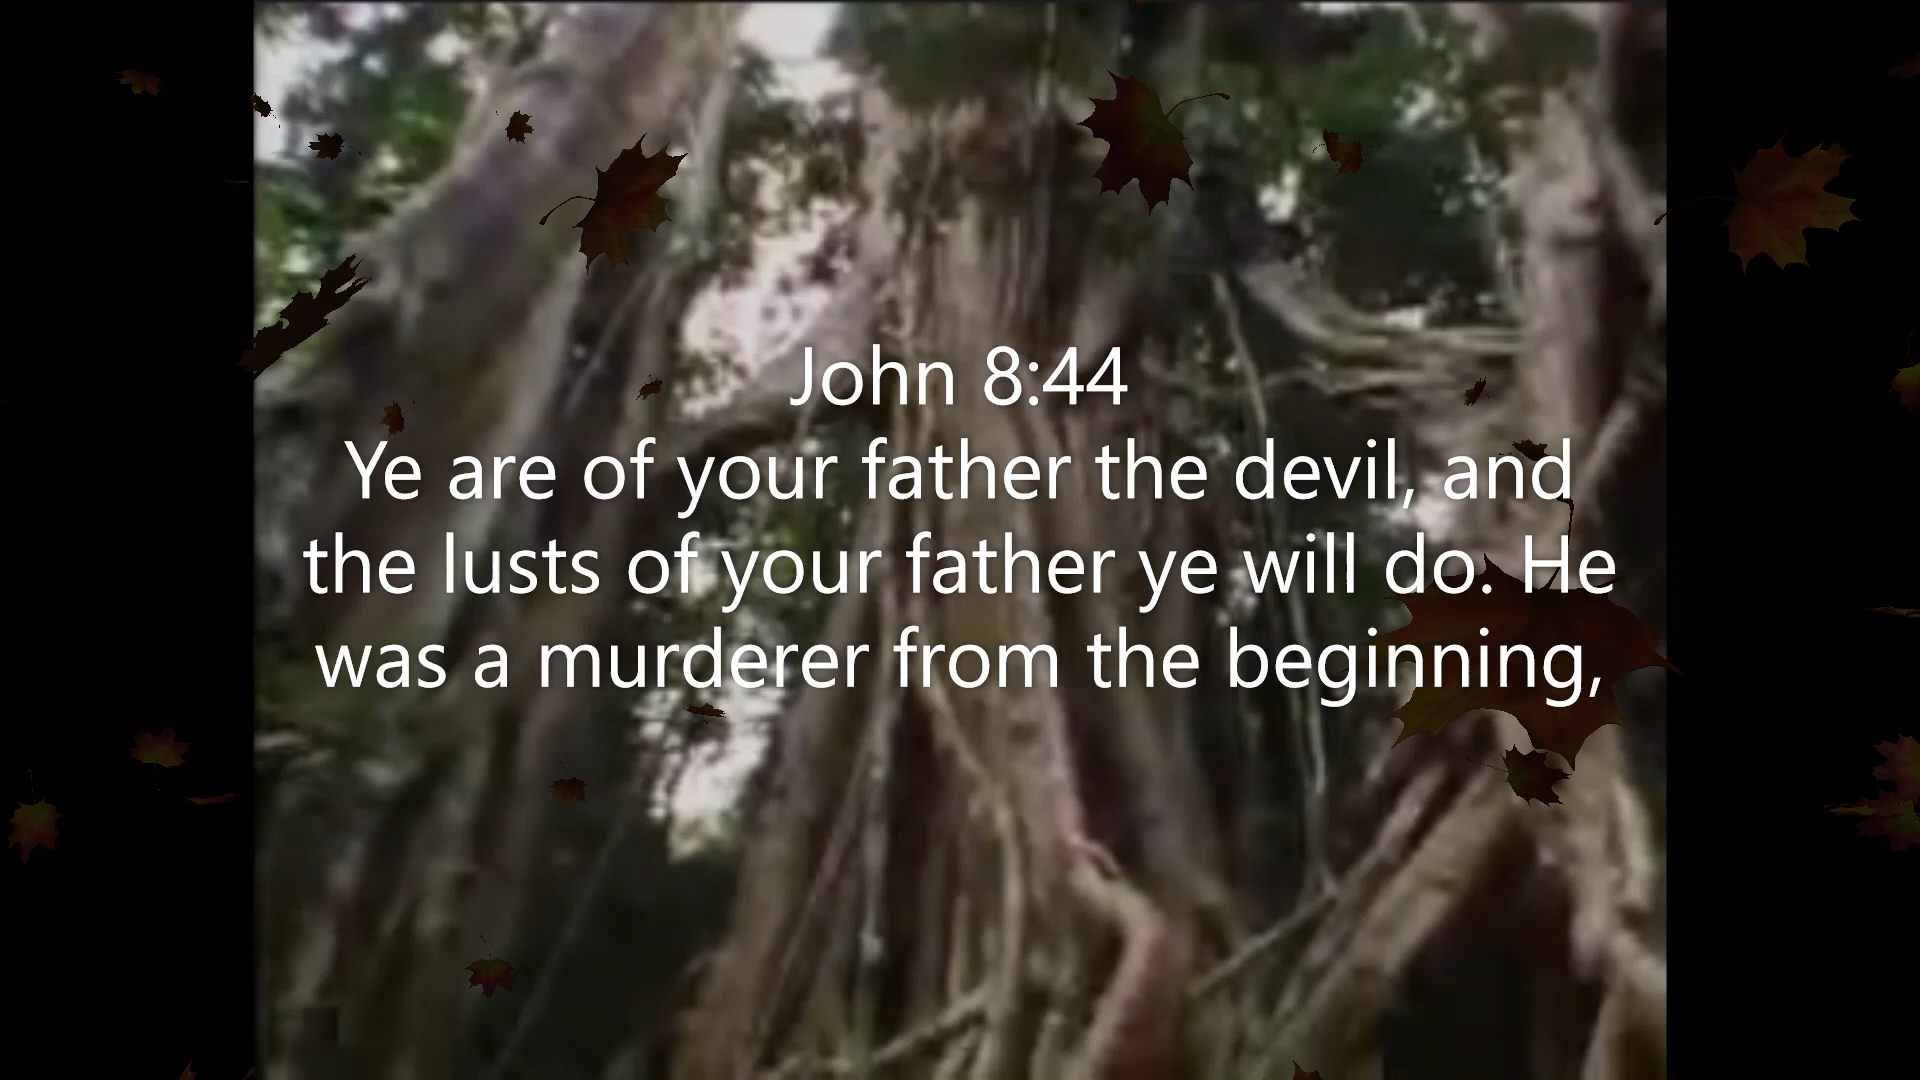 John 8:44
Ye are of your father the devil, and
the lusts of your father ye will do. He
was a murderer from the beginning,